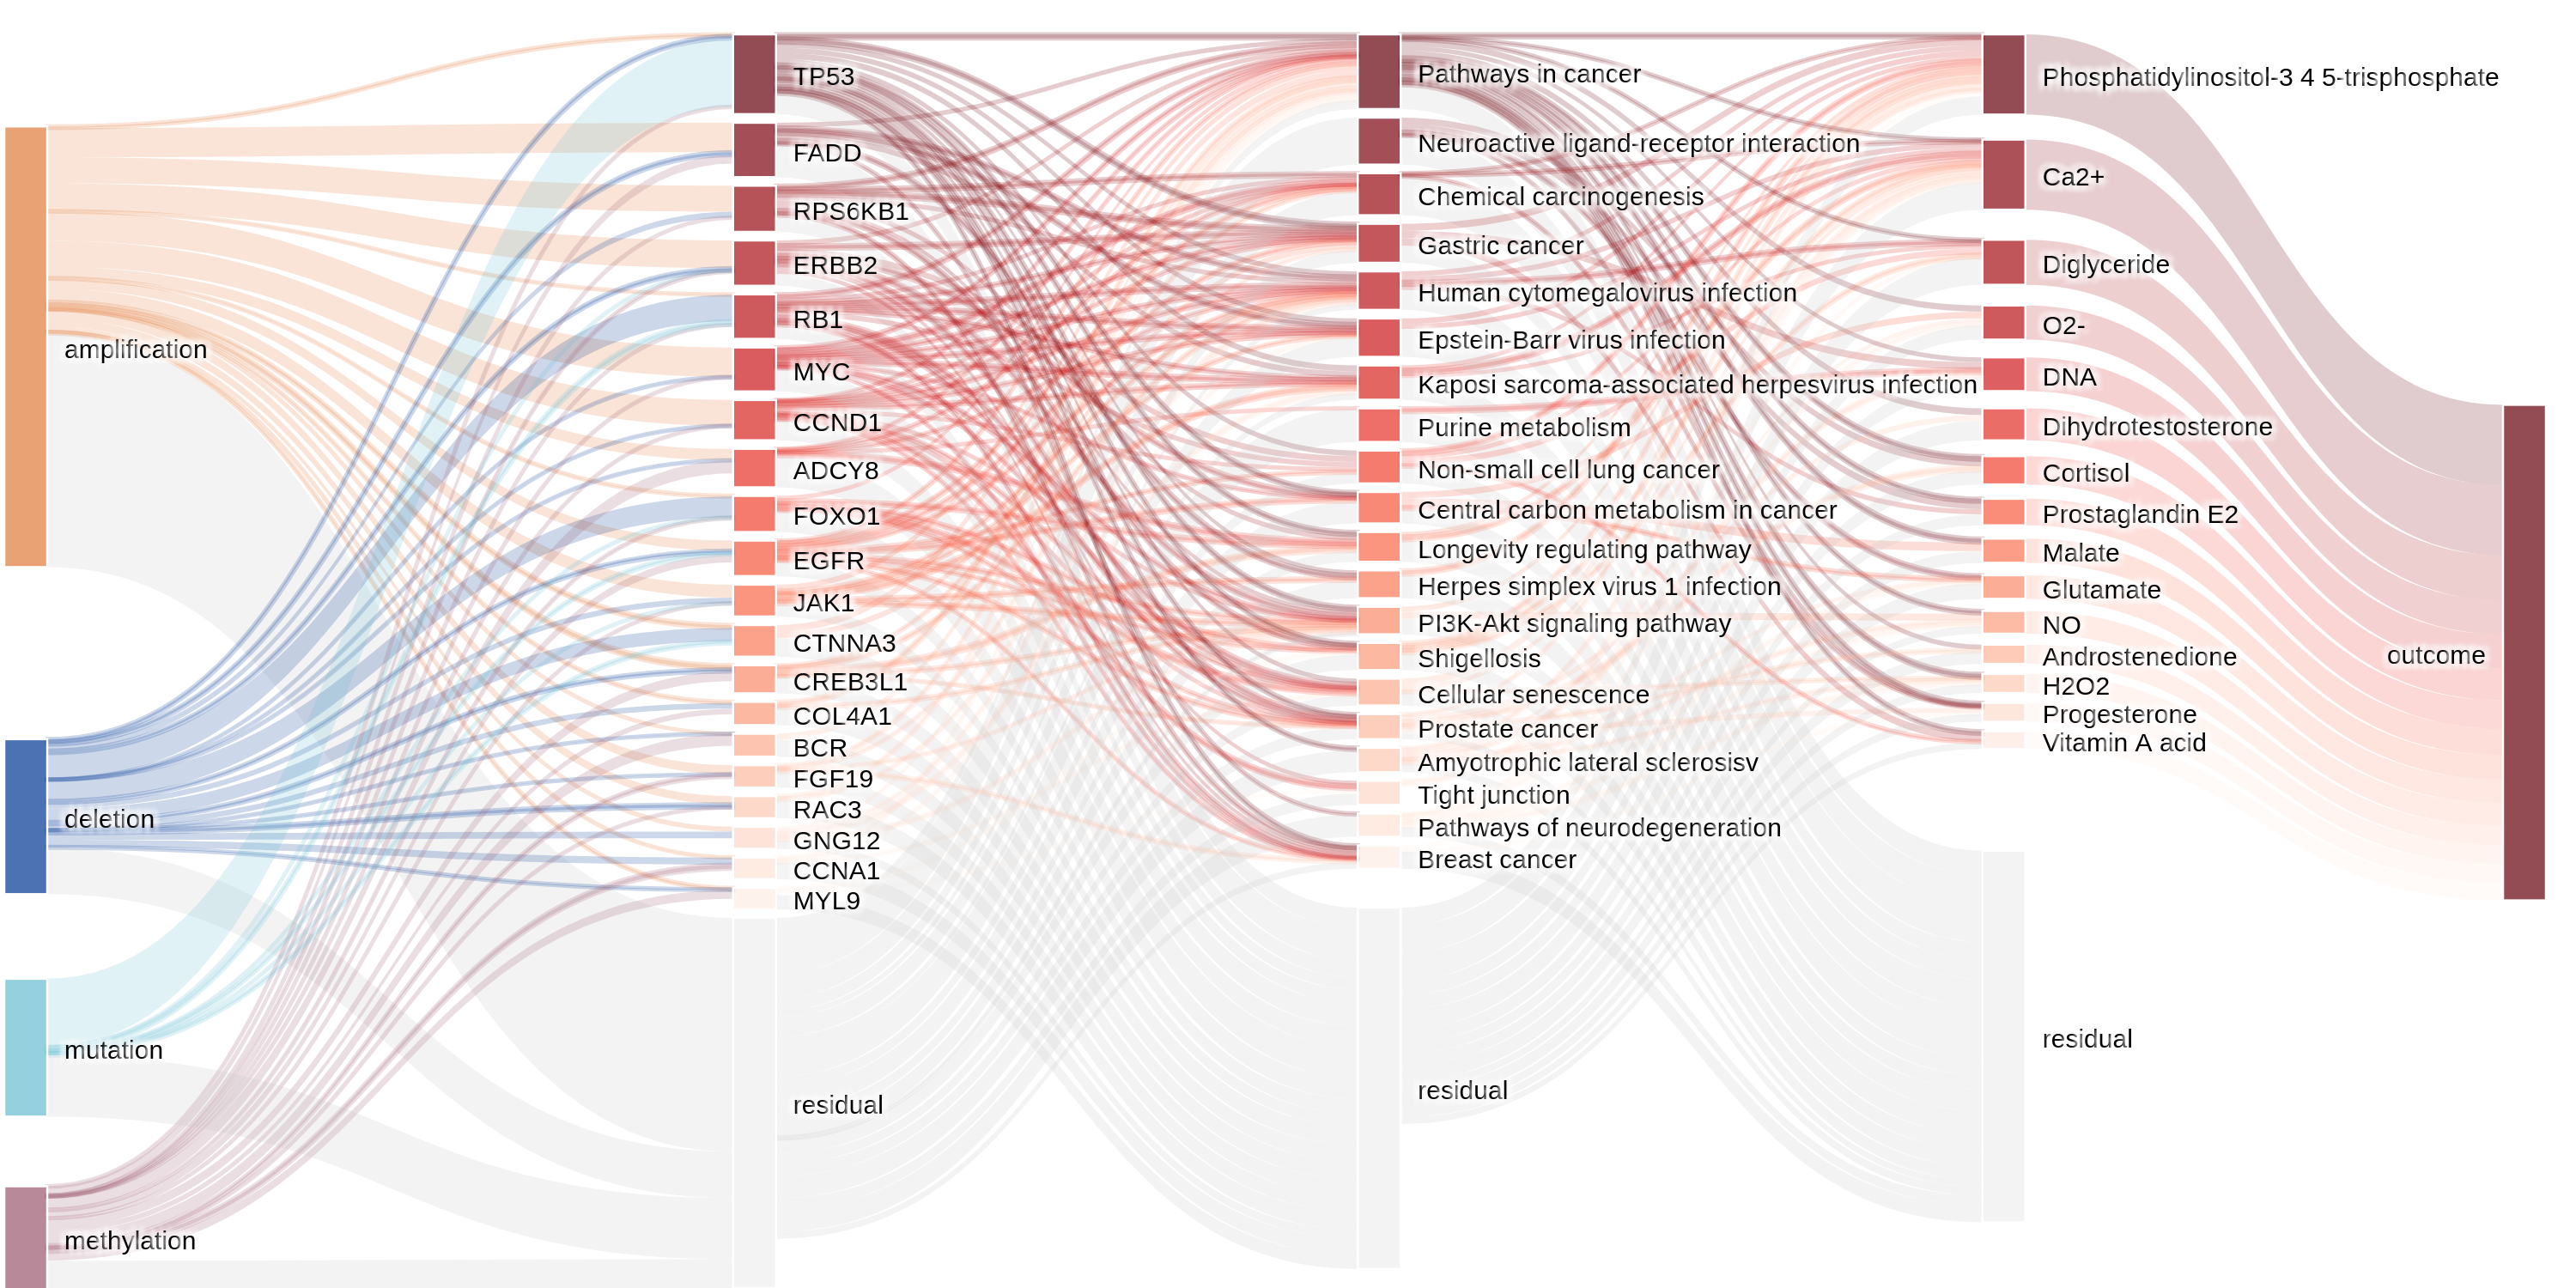 amplification
deletion
mutation
methylation
TP53
FADD
RPS6KB1
ERBB2
RB1
MYC
CCND1
ADCY8
FOXO1
EGFR
JAK1
CTNNA3
CREB3L1
COL4A1
BCR
FGF19
RAC3
GNG12
CCNA1
MYL9
residual
Pathways in cancer
Neuroactive ligand-receptor interaction
Chemical carcinogenesis
Gastric cancer
Human cytomegalovirus infection
Epstein-Barr virus infection
Kaposi sarcoma-associated herpesvirus infection
Purine metabolism
Non-small cell lung cancer
Central carbon metabolism in cancer
Longevity regulating pathway
Herpes simplex virus 1 infection
PI3K-Akt signaling pathway
Shigellosis
Cellular senescence
Prostate cancer
Amyotrophic lateral sclerosisv
Tight junction
Pathways of neurodegeneration
Breast cancer
residual
Phosphatidylinositol-3 4 5-trisphosphate
Ca2+
Diglyceride
O2-
DNA
Dihydrotestosterone
Cortisol
Prostaglandin E2
Malate
Glutamate
NO
Androstenedione
H2O2
Progesterone
Vitamin A acid
residual
outcome